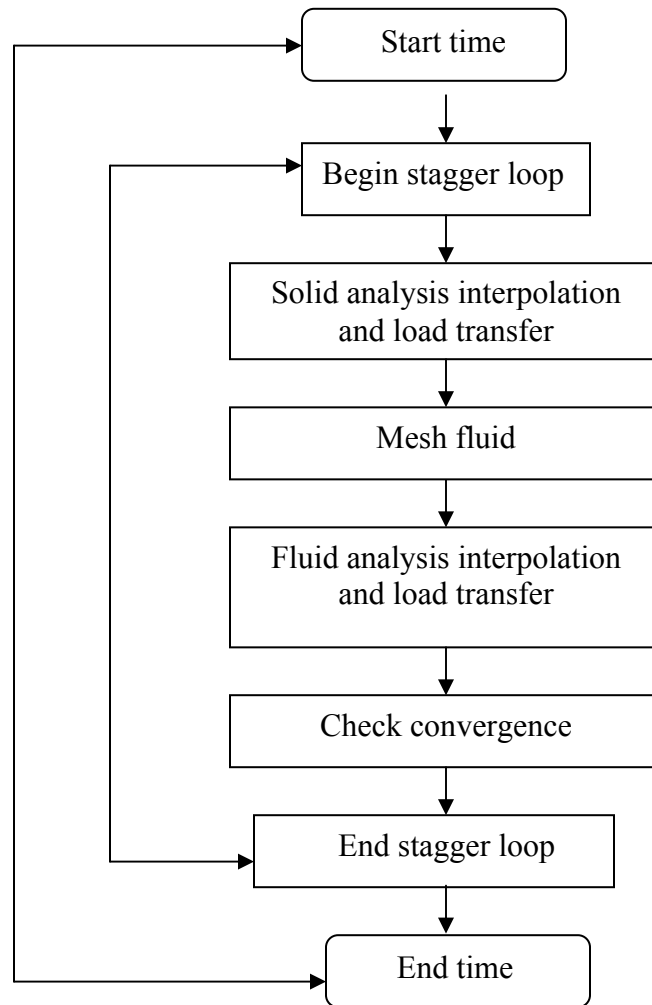 Start time
Begin stagger loop
Solid analysis interpolation
and load transfer
Mesh fluid
Fluid analysis interpolation
and load transfer
Check convergence
End stagger loop
End time